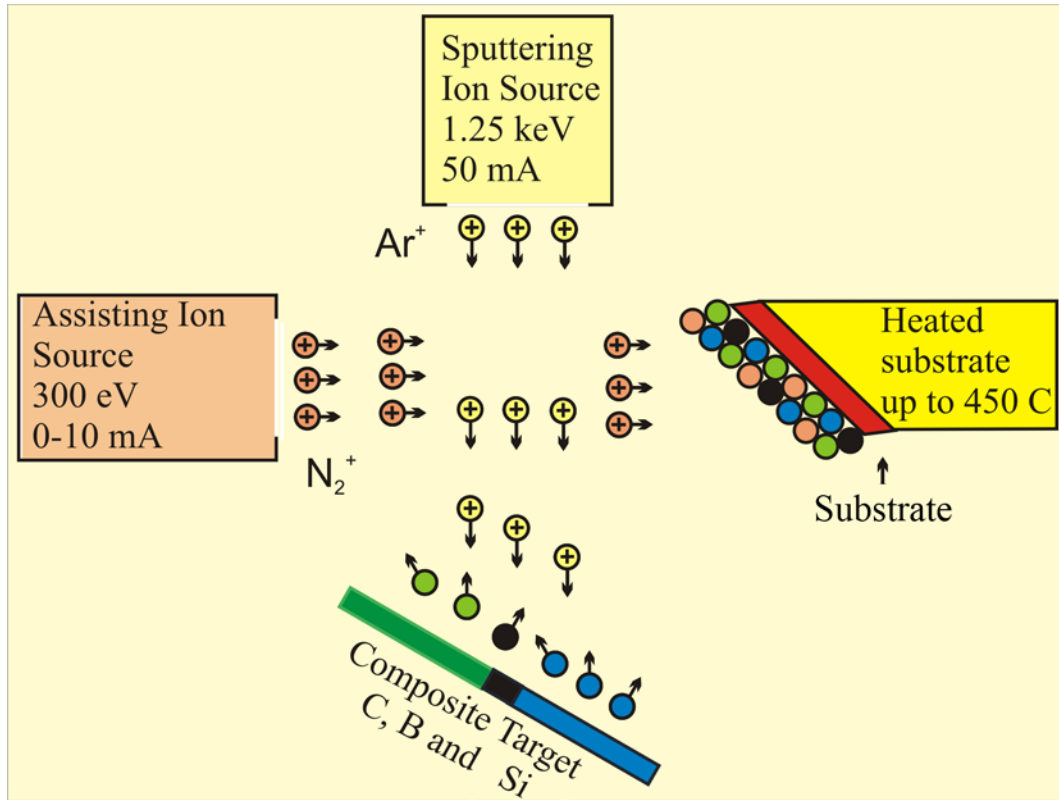 Sputtering
Ion Source
1.25 keV
50 mA
Ar⁺
Assisting Ion
Source
300 eV
0-10 mA
N₂⁺
Heated
substrate
up to 450 C
Substrate
Composite Target
C, B and Si